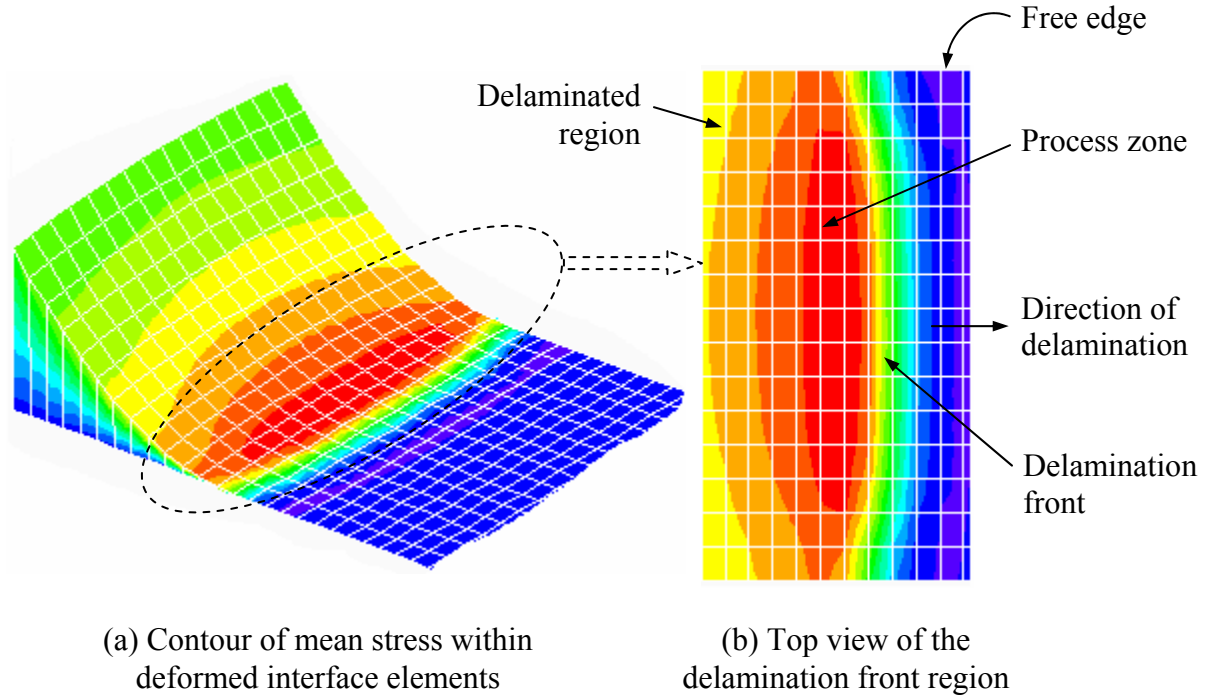 Free edge
Delaminated
region
Process zone
Direction of
delamination
Delamination
front
(a) Contour of mean stress within
deformed interface elements
(b) Top view of the
delamination front region